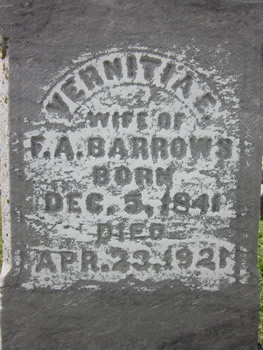 VERNITIA E.
WIFE OF
F.A. BARROWS
BORN
DEC. 5, 1841
DIED
APR. 23. 1921